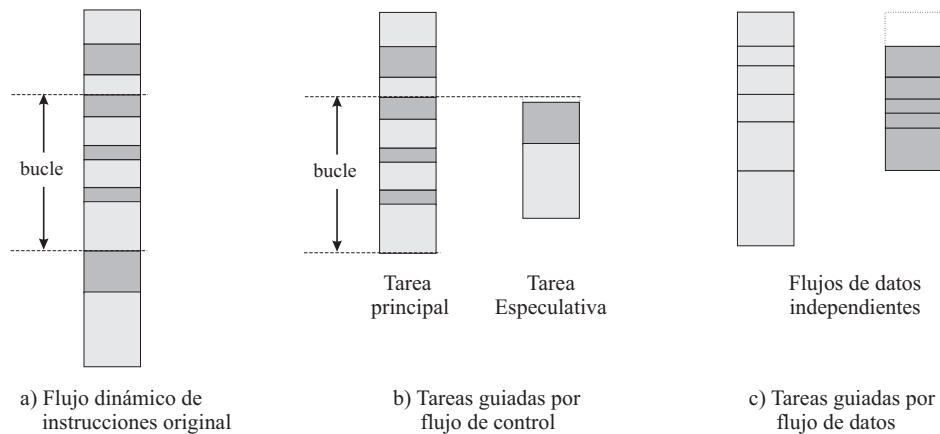 bucle
bucle
Tarea
principal
Tarea
Especulativa
Flujos de datos
independientes
a) Flujo dinámico de
instrucciones original
b) Tareas guiadas por
flujo de control
c) Tareas guiadas por
flujo de datos